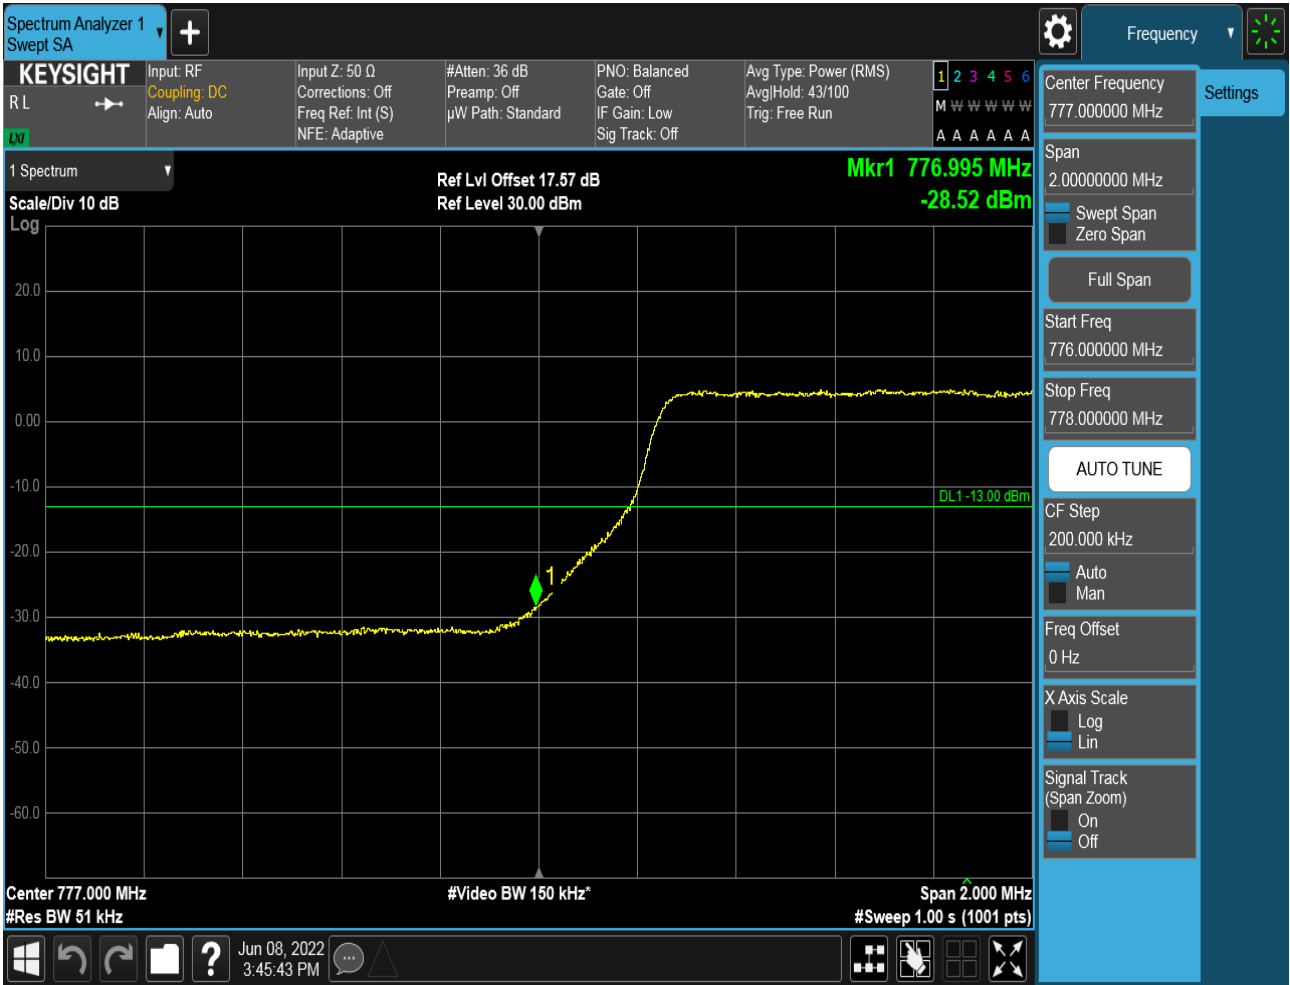 Spectrum Analyzer 1
Swept SA
Frequency
KEYSIGHT
R L
LXI
Input: RF
Coupling: DC
Align: Auto
Input Z: 50 Ω
Corrections: Off
Freq Ref: Int (S)
NFE: Adaptive
#Atten: 36 dB
Preamp: Off
µW Path: Standard
PNO: Balanced
Gate: Off
IF Gain: Low
Sig Track: Off
Avg Type: Power (RMS)
Avg|Hold: 43/100
Trig: Free Run
1 2 3 4 5 6
M W W W W W
A A A A A A
1 Spectrum
Scale/Div 10 dB
Log
Ref Lvl Offset 17.57 dB
Ref Level 30.00 dBm
Mkr1 776.995 MHz
-28.52 dBm
20.0
10.0
0.00
-10.0
-20.0
-30.0
-40.0
-50.0
-60.0
DL1 -13.00 dBm
1
Center 777.000 MHz
#Video BW 150 kHz*
Span 2.000 MHz
#Res BW 51 kHz
#Sweep 1.00 s (1001 pts)
Jun 08, 2022
3:45:43 PM
Center Frequency
777.000000 MHz
Settings
Span
2.00000000 MHz
Swept Span
Zero Span
Full Span
Start Freq
776.000000 MHz
Stop Freq
778.000000 MHz
AUTO TUNE
CF Step
200.000 kHz
Auto
Man
Freq Offset
0 Hz
X Axis Scale
Log
Lin
Signal Track
(Span Zoom)
On
Off